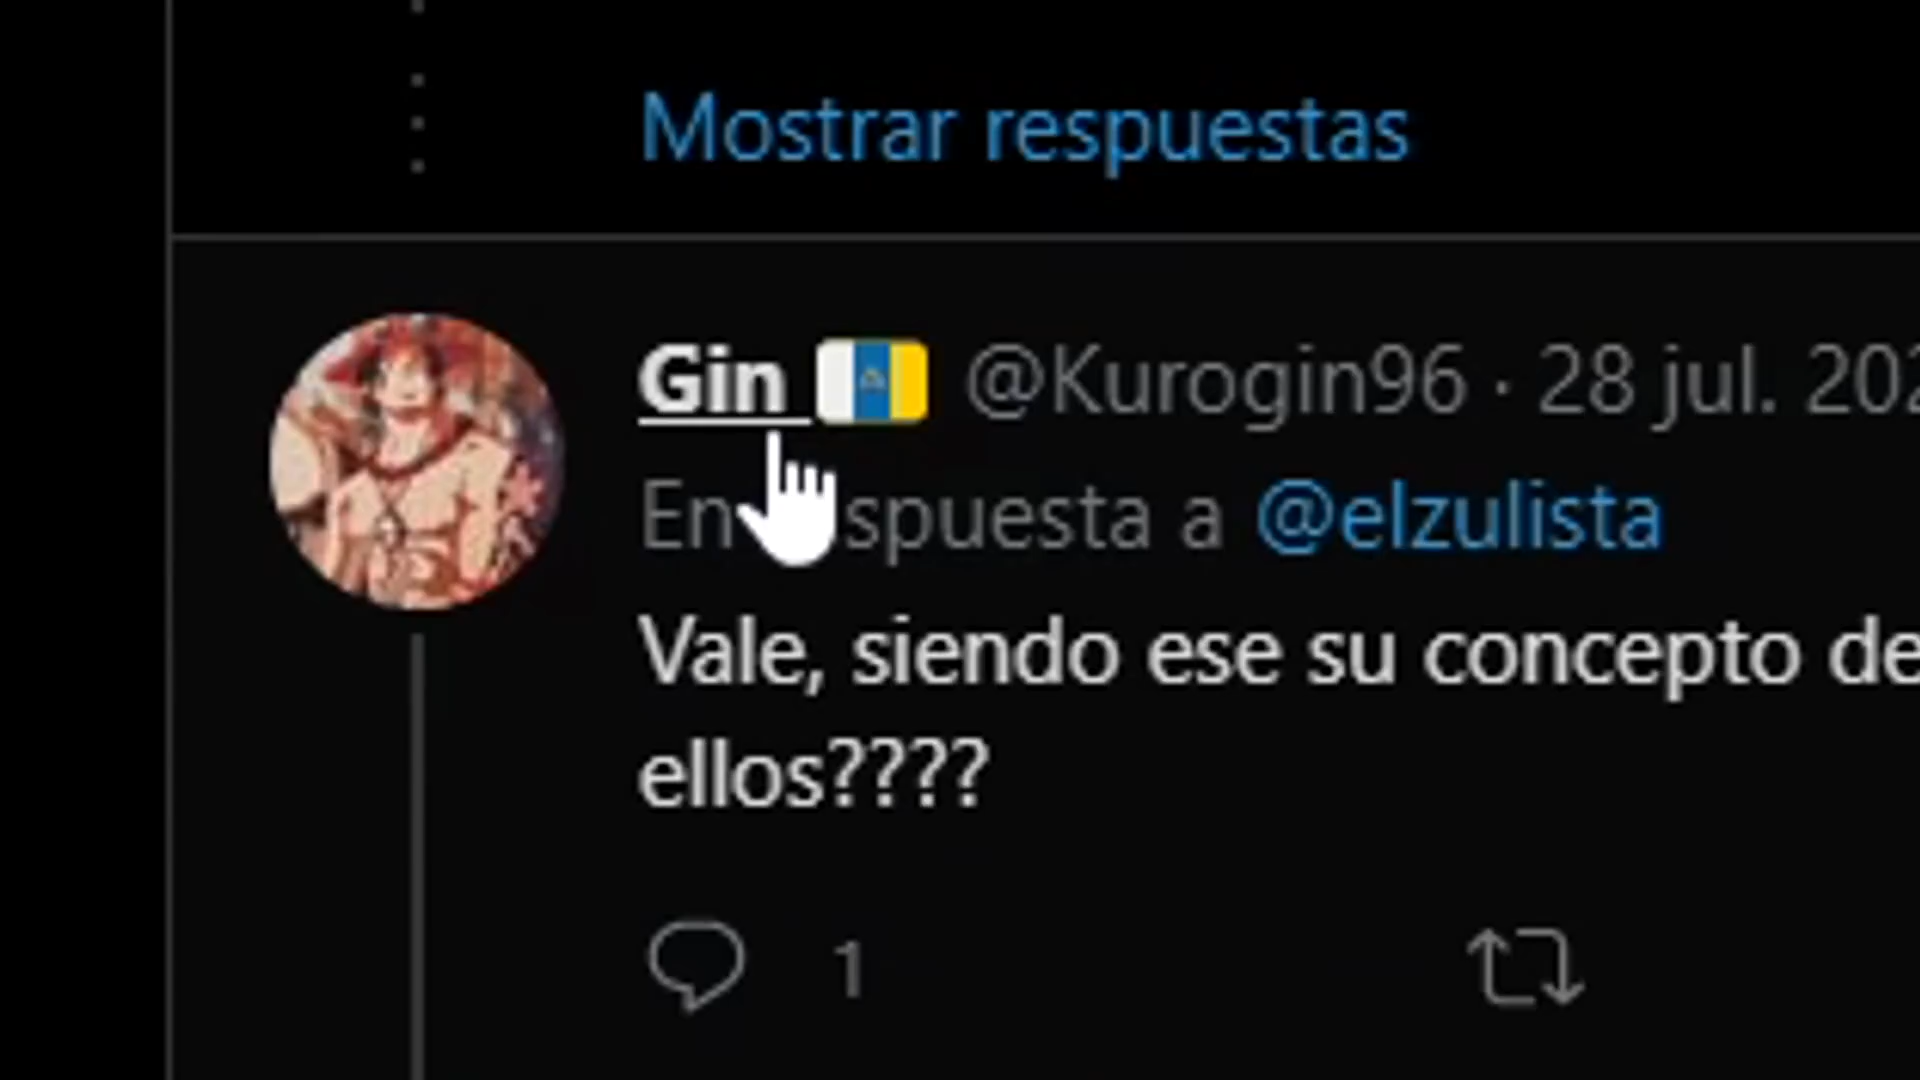 Mostrar respuestas
Gin @Kurogin96 · 28 jul. 202
En spuesta a @elzulista
Vale, siendo ese su concepto de
ellos????
1